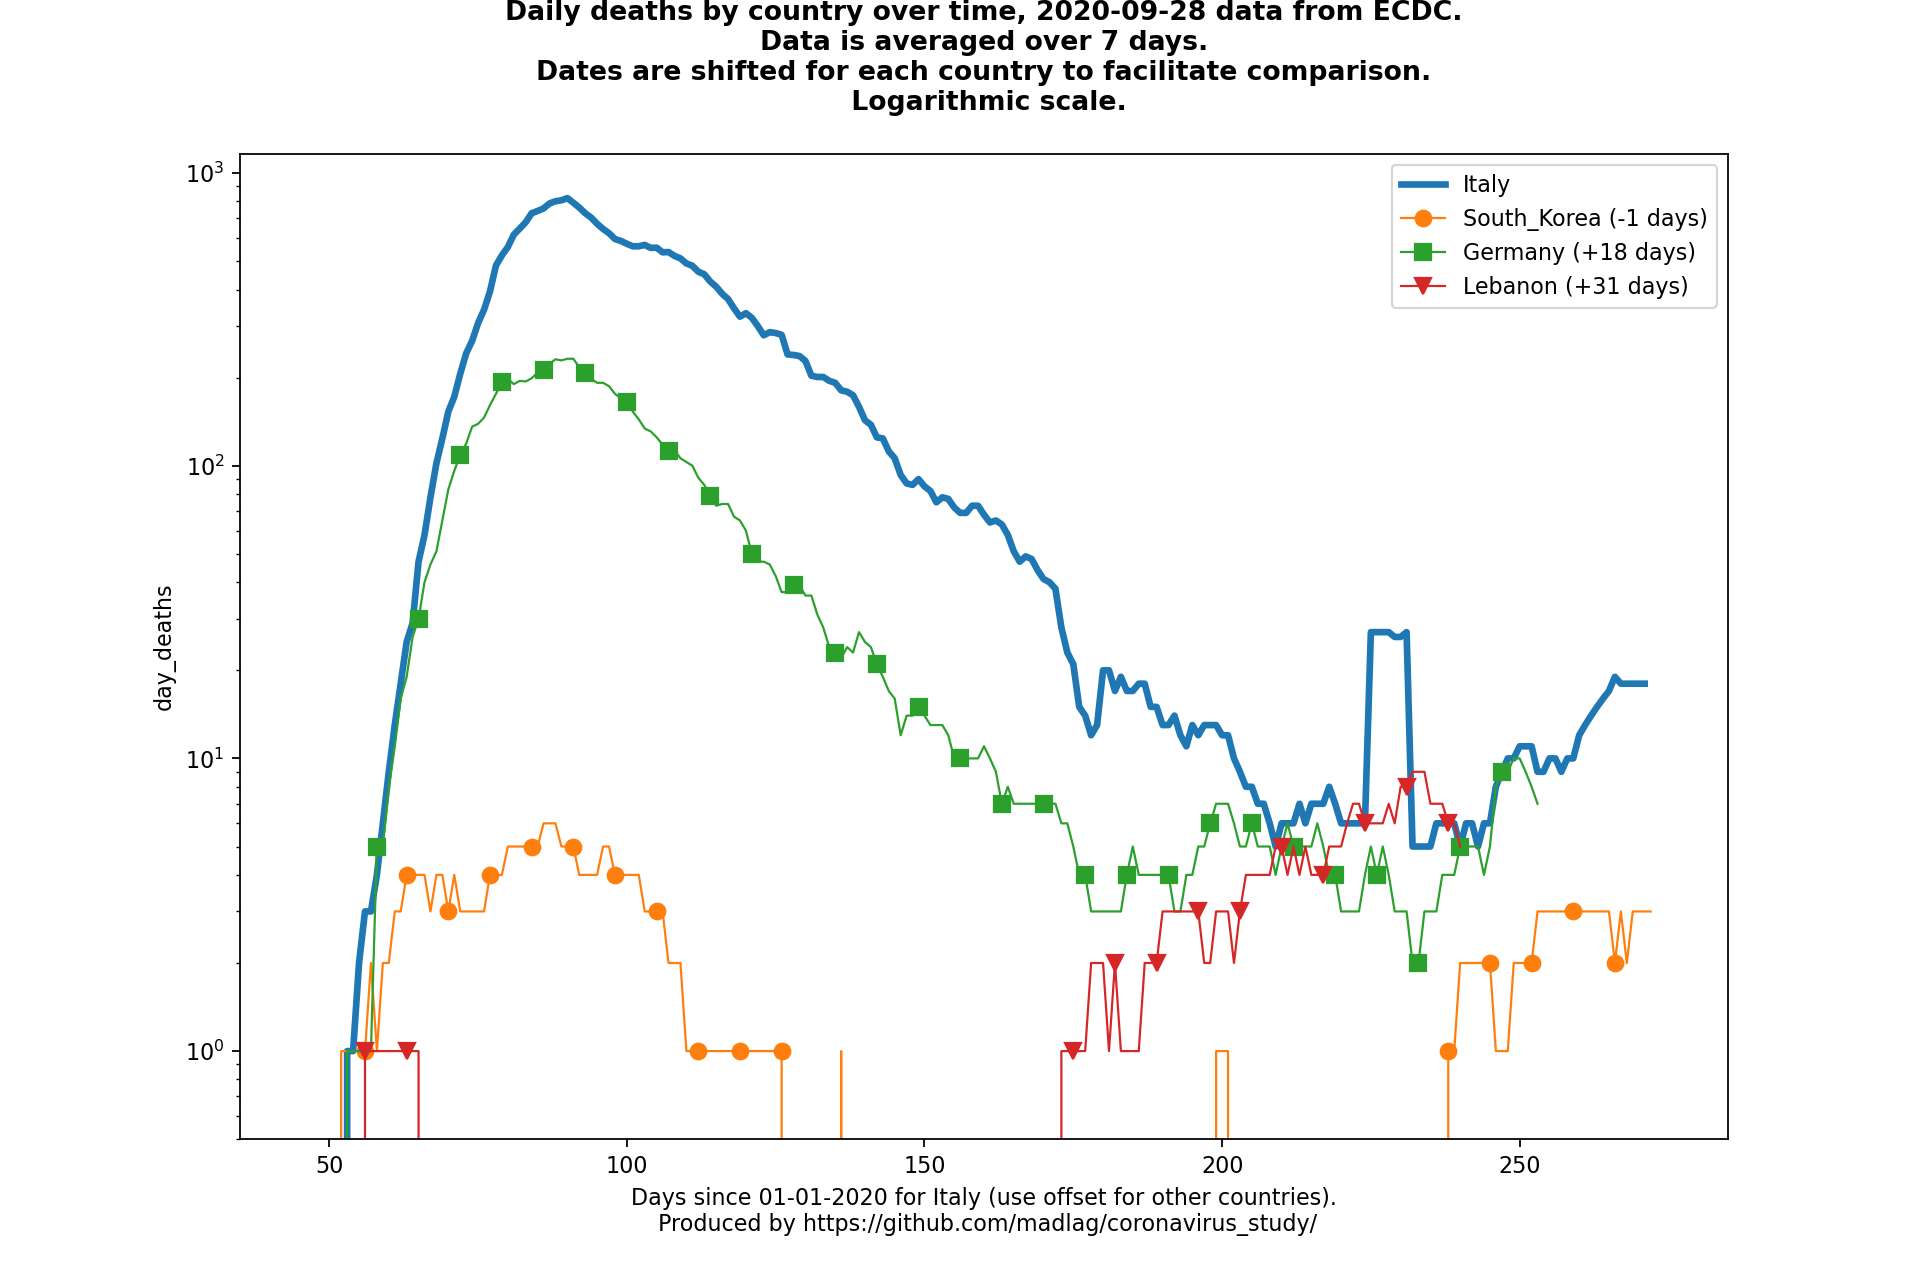 Daily deaths by country over time, 2020-09-28 data from ECDC.
Data is averaged over 7 days.
Dates are shifted for each country to facilitate comparison.
Logarithmic scale.
10³
10²
10¹
10⁰
day_deaths
Italy
South_Korea (-1 days)
Germany (+18 days)
Lebanon (+31 days)
50 100 150 200 250
Days since 01-01-2020 for Italy (use offset for other countries).
Produced by https://github.com/madlag/coronavirus_study/